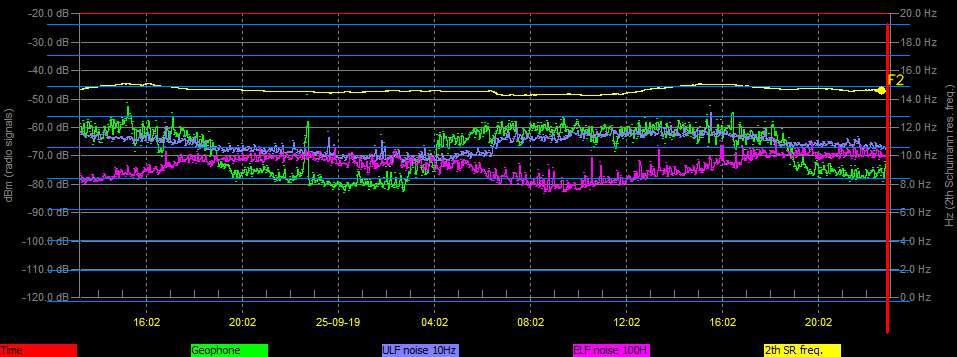 -20.0 dB 20.0 Hz
-30.0 dB 18.0 Hz
-40.0 dB 16.0 Hz
F2
-50.0 dB 14.0 Hz
-60.0 dB 12.0 Hz
-70.0 dB 10.0 Hz
-80.0 dB 8.0 Hz
-90.0 dB 6.0 Hz
-100.0 dB 4.0 Hz
-110.0 dB 2.0 Hz
-120.0 dB 0.0 Hz
dBm (radio signals)
Hz (2th Schumann res. freq.)
16:02 20:02 25-09-19 04:02 08:02 12:02 16:02 20:02
Time Geophone ULF noise 10Hz ELF noise 100H 2th SR freq.